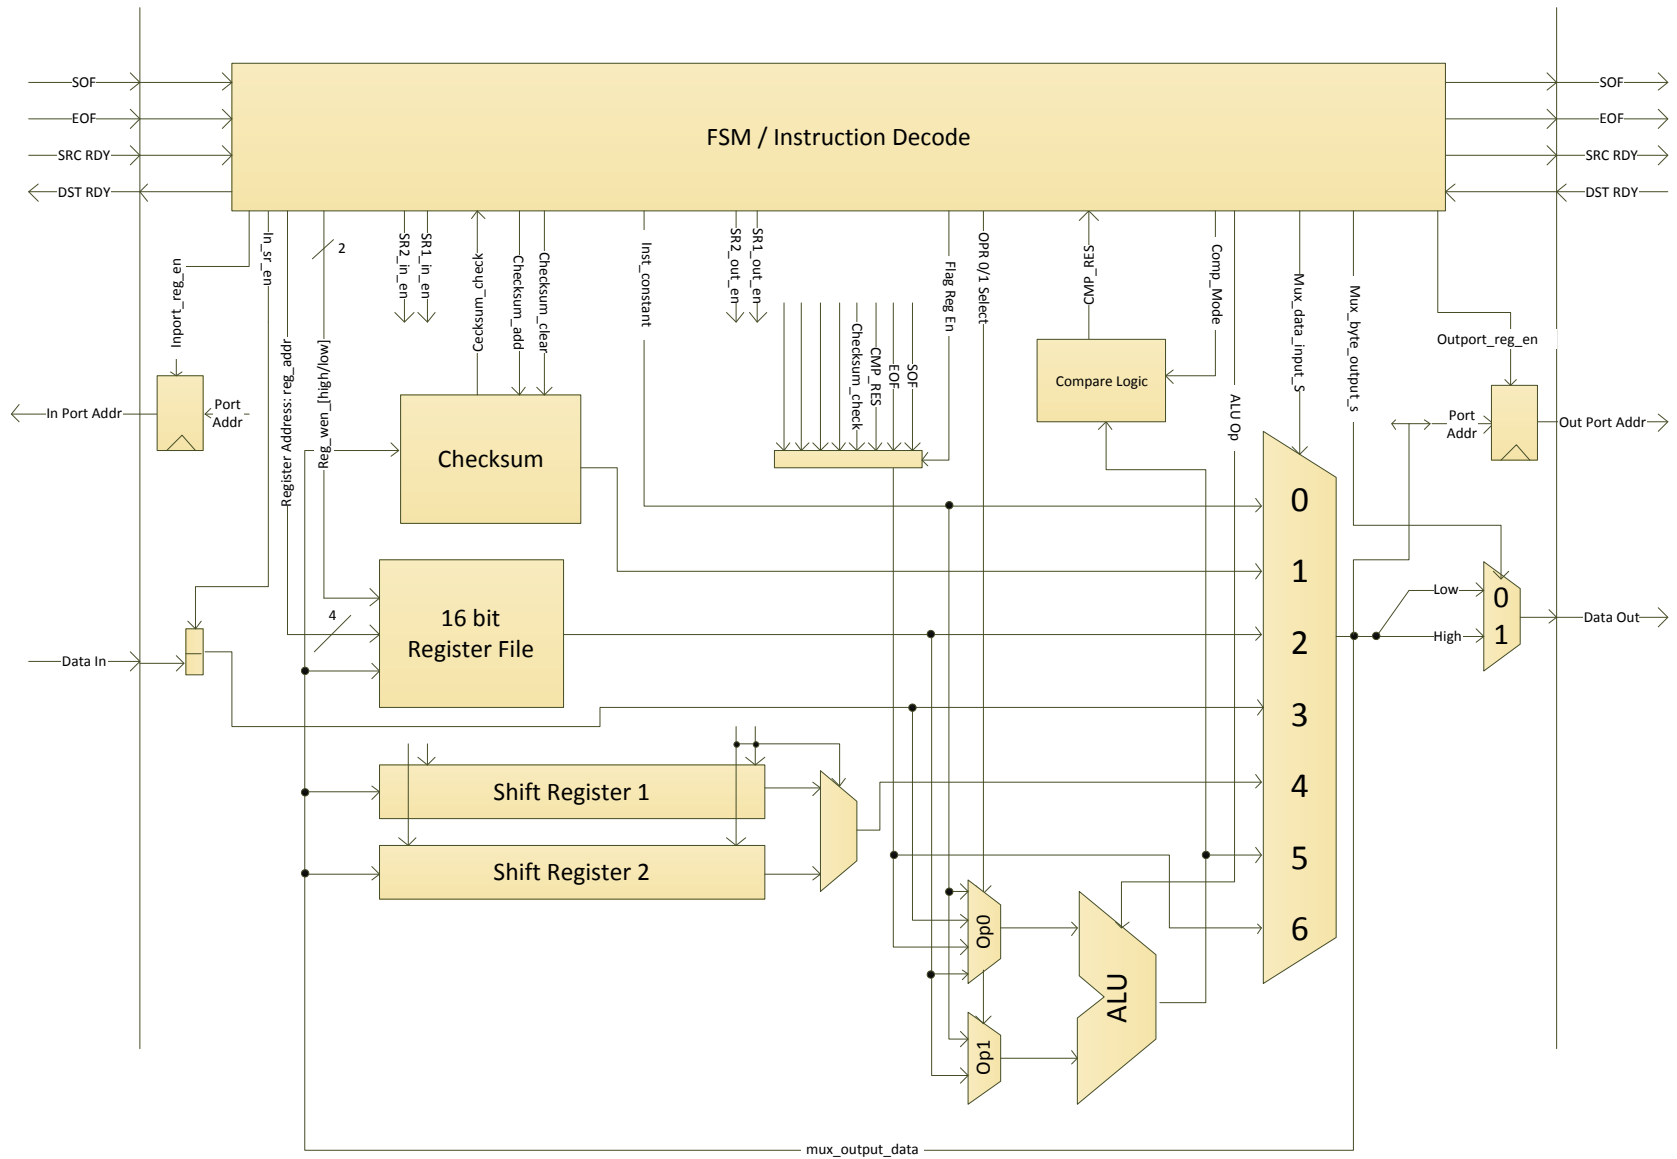 SOF
SOF
EOF
EOF
FSM / Instruction Decode
SRC RDY
SRC RDY
DST RDY
DST RDY
Inport_reg_en
In_sr_en
Register Address: reg_addr
2
Reg_wen_[high/low]
SR2_in_en
SR1_in_en
Cecksum_check
Checksum_add
Checksum_clear
Inst_constant
SR2_out_en
SR1_out_en
Checksum_check
CMP_RES
EOF
SOF
Flag Reg En
OPR 0/1 Select
CMP_RES
Comp_Mode
ALU Op
Mux_data_input_S
Mux_byte_output_s
Outport_reg_en
Compare Logic
In Port Addr
Port
Addr
Port
Addr
Out Port Addr
Checksum
0
1
2
3
4
5
6
16 bit
Register File
4
Data In
Low
High
0
1
Data Out
Shift Register 1
Shift Register 2
Op0
Op1
ALU
mux_output_data